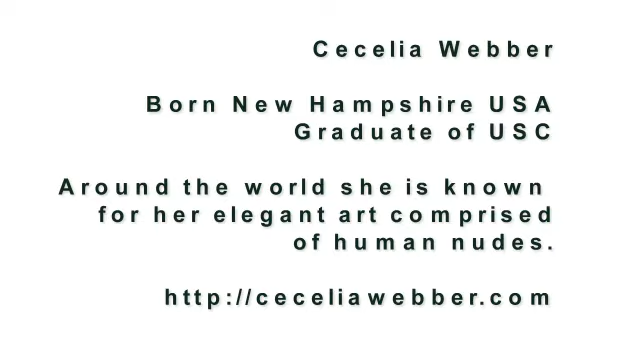 Cecelia Webber
Born New Hampshire USA
Graduate of USC
Around the world she is known
for her elegant art comprised
of human nudes.
http://ceceliawebber.com